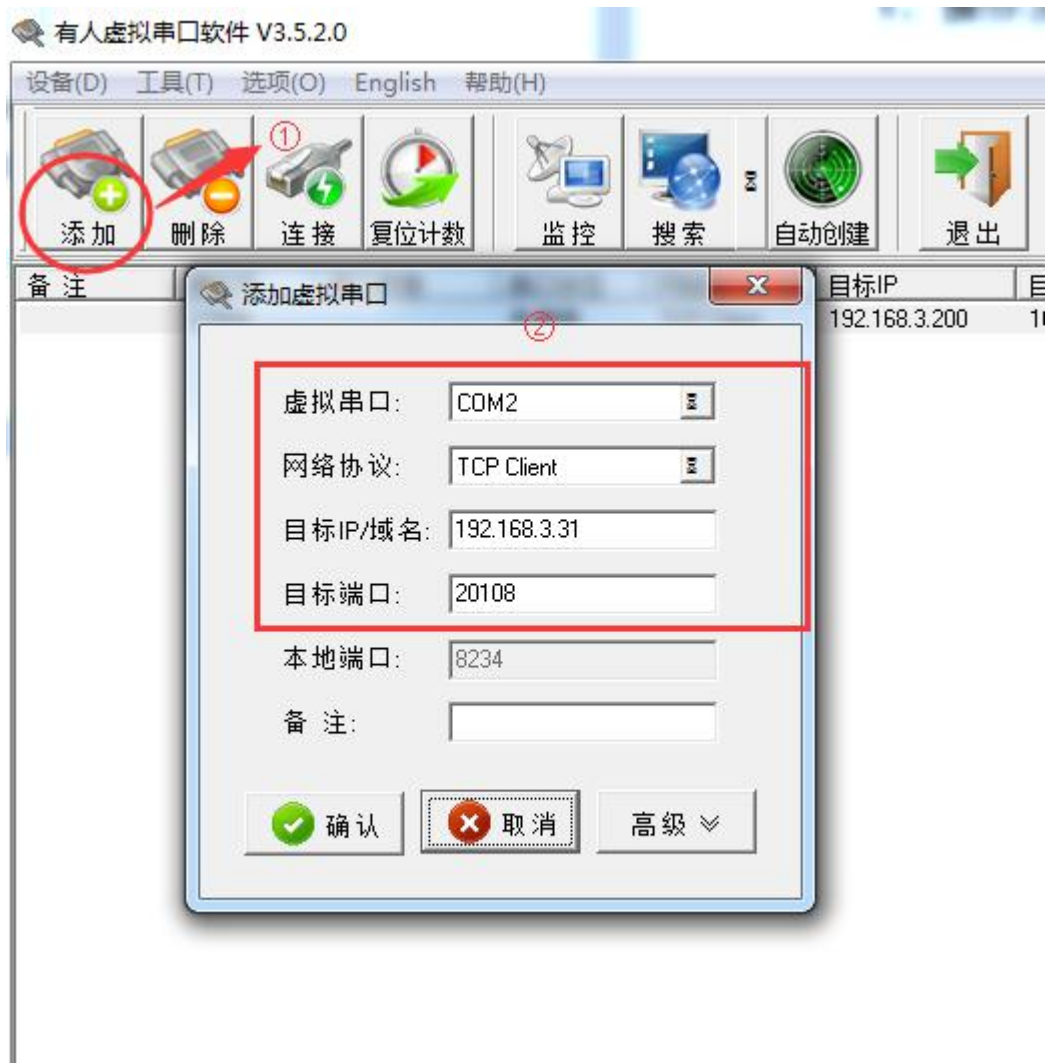 有人虚拟串口软件 V3.5.2.0
设备(D) 工具(T) 选项(O) English 帮助(H)
①
添加 删除 连接 复位计数 监控 搜索 自动创建 退出
备 注 目标IP
添加虚拟串口
192.168.3.200
②
虚拟串口: COM2
网络协议: TCP Client
目标IP/域名: 192.168.3.31
目标端口: 20108
本地端口: 8234
备 注:
确认 取消 高级